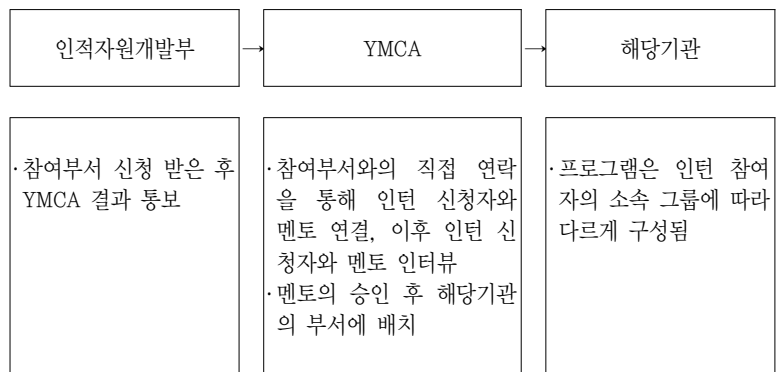 인적자원개발부 → YMCA → 해당기관
·참여부서 신청 받은 후
YMCA 결과 통보
·참여부서와의 직접 연락
을 통해 인턴 신청자와
멘토 연결, 이후 인턴 신
청자와 멘토 인터뷰
·멘토의 승인 후 해당기관
의 부서에 배치
·프로그램은 인턴 참여
자의 소속 그룹에 따라
다르게 구성됨